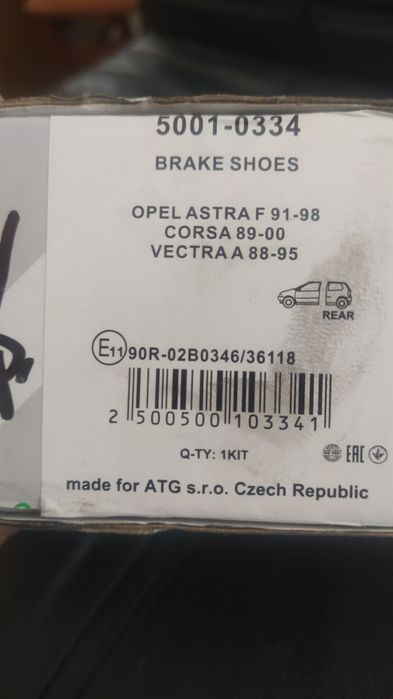 5001-0334
BRAKE SHOES
OPEL ASTRA F 91-98
CORSA 89-00
VECTRA A 88-95
REAR
E11 90R-02B0346/36118
2 500500 103341
Q-TY: 1KIT
EAC
made for ATG s.r.o. Czech Republic